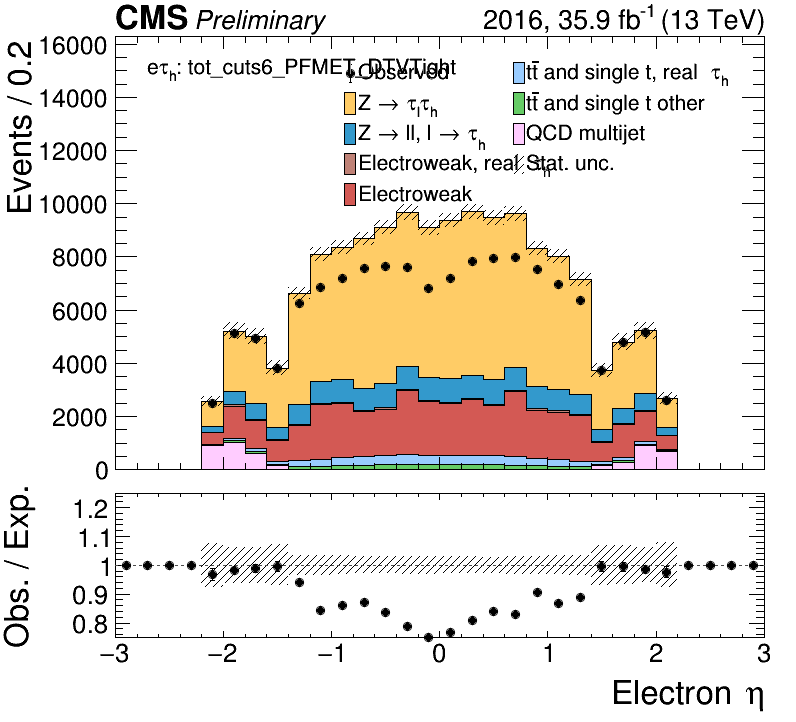 CMS Preliminary 2016, 35.9 fb⁻¹ (13 TeV)
Events / 0.2
16000
14000
12000
10000
8000
6000
4000
2000
0
eτh: tot_cuts6_PFMET_DTVTight
Observed
Z → τlτh
Z → ll, l → τh
Electroweak, real τh
Electroweak
tt̄ and single t, real τh
tt̄ and single t other
QCD multijet
Stat. unc.
Obs. / Exp.
1.2
1.1
1
0.9
0.8
−3 −2 −1 0 1 2 3
Electron η